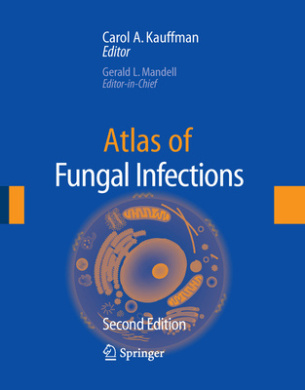 Carol A. Kauffman
Editor
Gerald L. Mandell
Editor-in-Chief
Atlas of
Fungal Infections
Second Edition
Springer